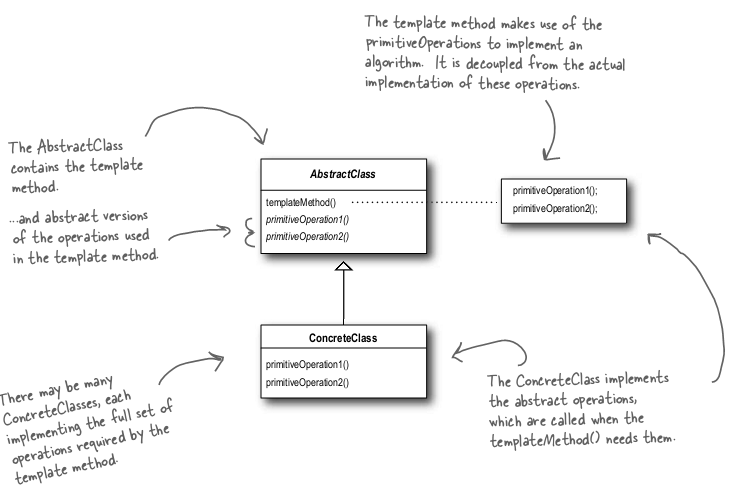 The template method makes use of the
primitiveOperations to implement an
algorithm. It is decoupled from the actual
implementation of these operations.
The AbstractClass
contains the template
method.
...and abstract versions
of the operations used
in the template method.
AbstractClass
templateMethod()
primitiveOperation1()
primitiveOperation2()
primitiveOperation1();
primitiveOperation2();
ConcreteClass
primitiveOperation1()
primitiveOperation2()
There may be many
ConcreteClasses, each
implementing the full set of
operations required by the
template method.
The ConcreteClass implements
the abstract operations,
which are called when the
templateMethod() needs them.